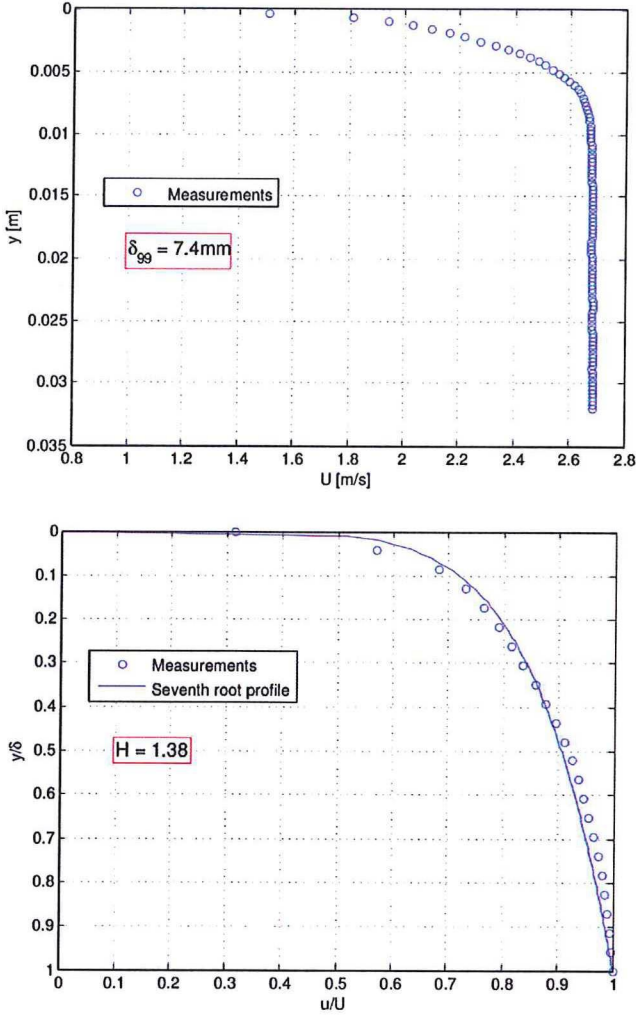 0
0.005
0.01
0.015
0.02
0.025
0.03
0.035
y [m]
Measurements
δ99 = 7.4mm
0.8 1 1.2 1.4 1.6 1.8 2 2.2 2.4 2.6 2.8
U [m/s]
0
0.1
0.2
0.3
0.4
0.5
0.6
0.7
0.8
0.9
1
y/δ
Measurements
Seventh root profile
H = 1.38
0 0.1 0.2 0.3 0.4 0.5 0.6 0.7 0.8 0.9 1
u/U